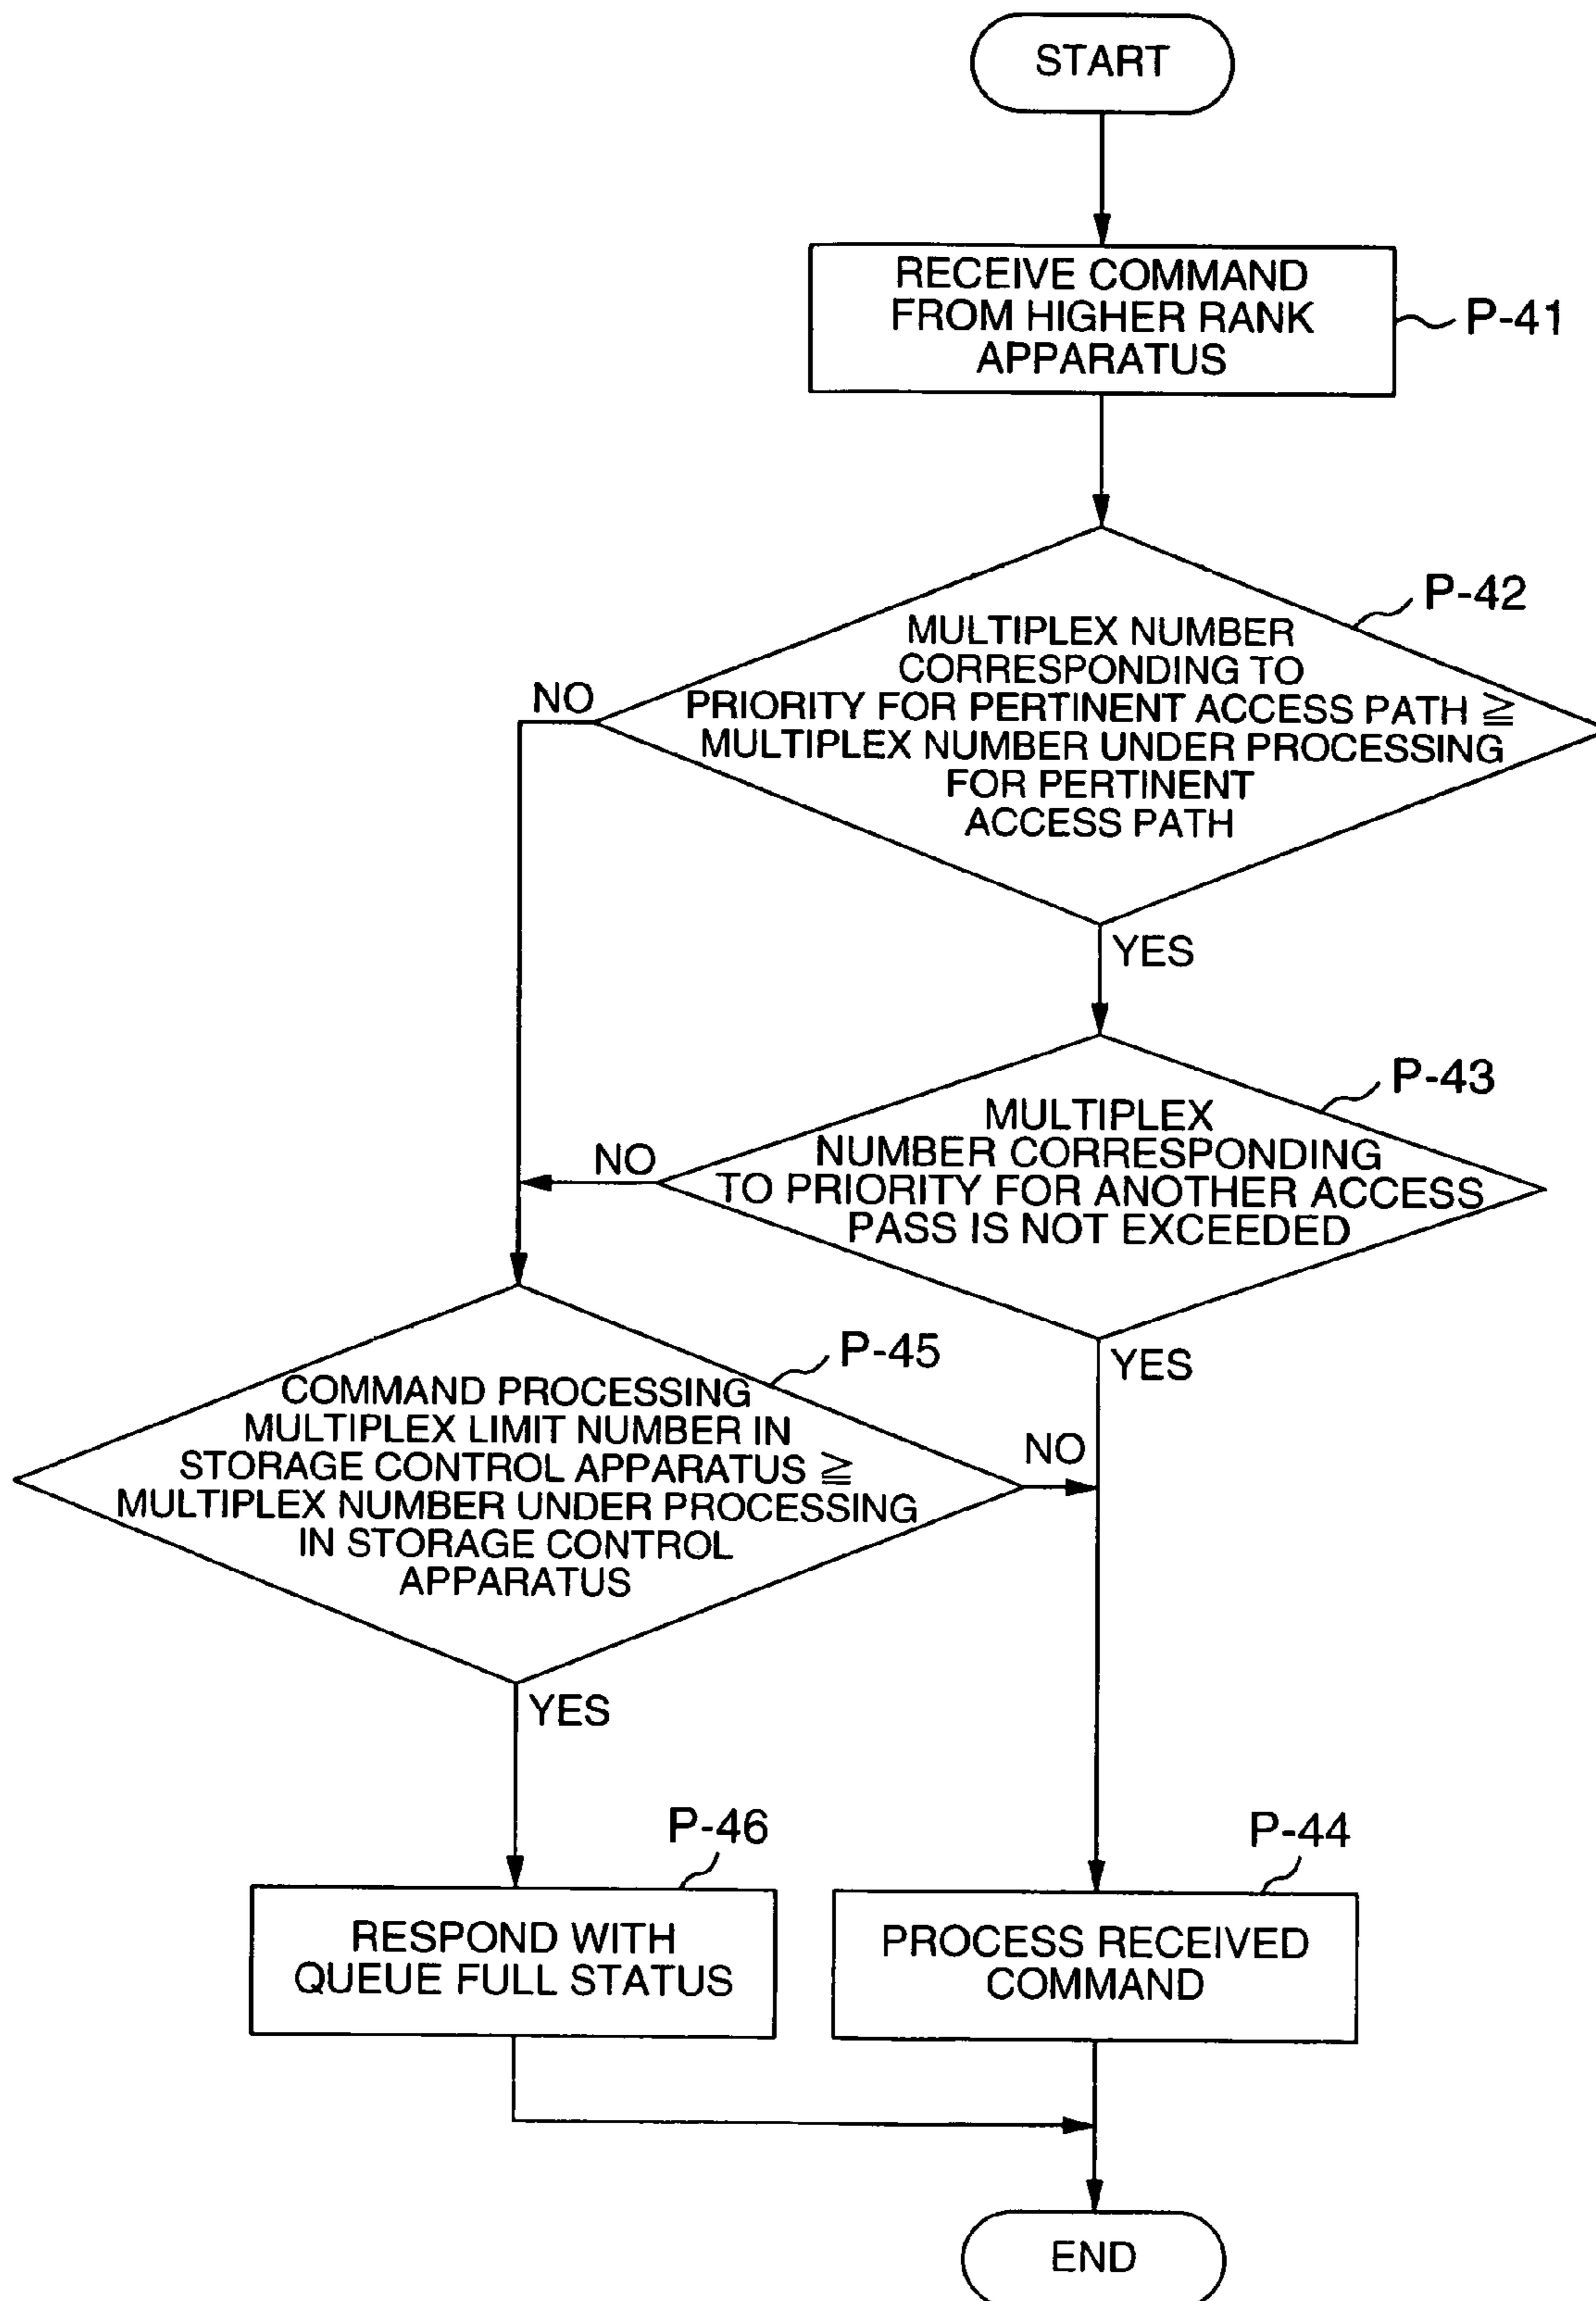 START
RECEIVE COMMAND
FROM HIGHER RANK
APPARATUS
P-41
P-42
MULTIPLEX NUMBER
CORRESPONDING TO
PRIORITY FOR PERTINENT ACCESS PATH ≧
MULTIPLEX NUMBER UNDER PROCESSING
FOR PERTINENT
ACCESS PATH
NO
YES
P-43
MULTIPLEX
NUMBER CORRESPONDING
TO PRIORITY FOR ANOTHER ACCESS
PASS IS NOT EXCEEDED
NO
YES
P-45
COMMAND PROCESSING
MULTIPLEX LIMIT NUMBER IN
STORAGE CONTROL APPARATUS ≧
MULTIPLEX NUMBER UNDER PROCESSING
IN STORAGE CONTROL
APPARATUS
NO
YES
P-46
RESPOND WITH
QUEUE FULL STATUS
P-44
PROCESS RECEIVED
COMMAND
END